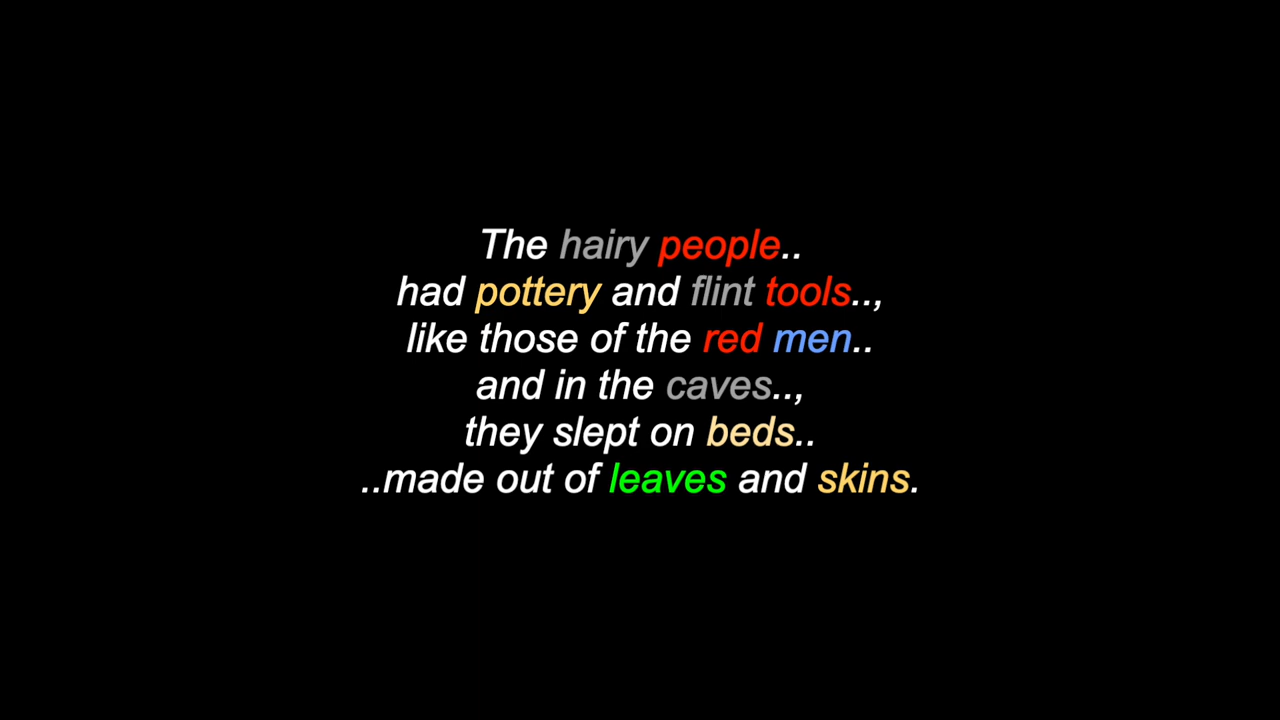 The hairy people..
had pottery and flint tools..,
like those of the red men..
and in the caves..,
they slept on beds..
..made out of leaves and skins.